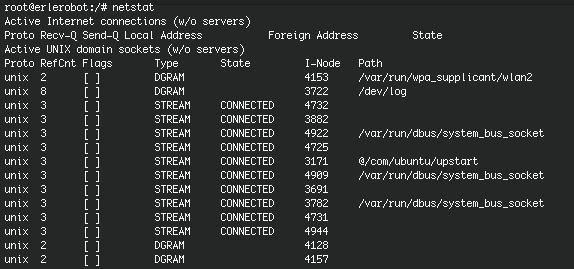 root@erlerobot:/# netstat
Active Internet connections (w/o servers)
Proto Recv-Q Send-Q Local Address           Foreign Address         State
Active UNIX domain sockets (w/o servers)
Proto RefCnt Flags       Type       State         I-Node   Path
unix  2      [ ]         DGRAM                    4153     /var/run/wpa_supplicant/wlan2
unix  8      [ ]         DGRAM                    3722     /dev/log
unix  3      [ ]         STREAM     CONNECTED     4732
unix  3      [ ]         STREAM     CONNECTED     3882
unix  3      [ ]         STREAM     CONNECTED     4922     /var/run/dbus/system_bus_socket
unix  3      [ ]         STREAM     CONNECTED     4725
unix  3      [ ]         STREAM     CONNECTED     3171     @/com/ubuntu/upstart
unix  3      [ ]         STREAM     CONNECTED     4909     /var/run/dbus/system_bus_socket
unix  3      [ ]         STREAM     CONNECTED     3691
unix  3      [ ]         STREAM     CONNECTED     3782     /var/run/dbus/system_bus_socket
unix  3      [ ]         STREAM     CONNECTED     4731
unix  3      [ ]         STREAM     CONNECTED     4944
unix  2      [ ]         DGRAM                    4128
unix  2      [ ]         DGRAM                    4157